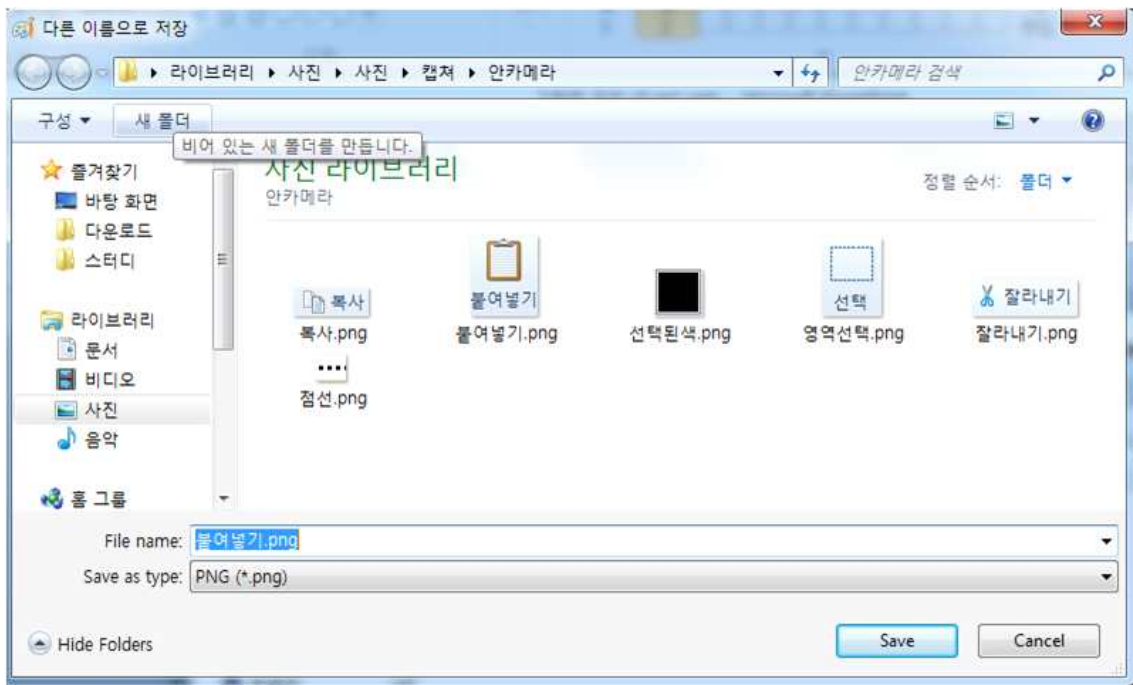 다른 이름으로 저장
라이브러리 ▸ 사진 ▸ 사진 ▸ 캡쳐 ▸ 안카메라
안카메라 검색
구성
새 폴더
비어 있는 새 폴더를 만듭니다.
즐겨찾기
바탕 화면
다운로드
스터디
라이브러리
문서
비디오
사진
음악
홈 그룹
사진 라이브러리
안카메라
정렬 순서: 폴더
복사
붙여넣기
선택
잘라내기
복사.png
붙여넣기.png
선택된색.png
영역선택.png
잘라내기.png
점선.png
File name: 붙여넣기.png
Save as type: PNG (*.png)
Hide Folders
Save
Cancel